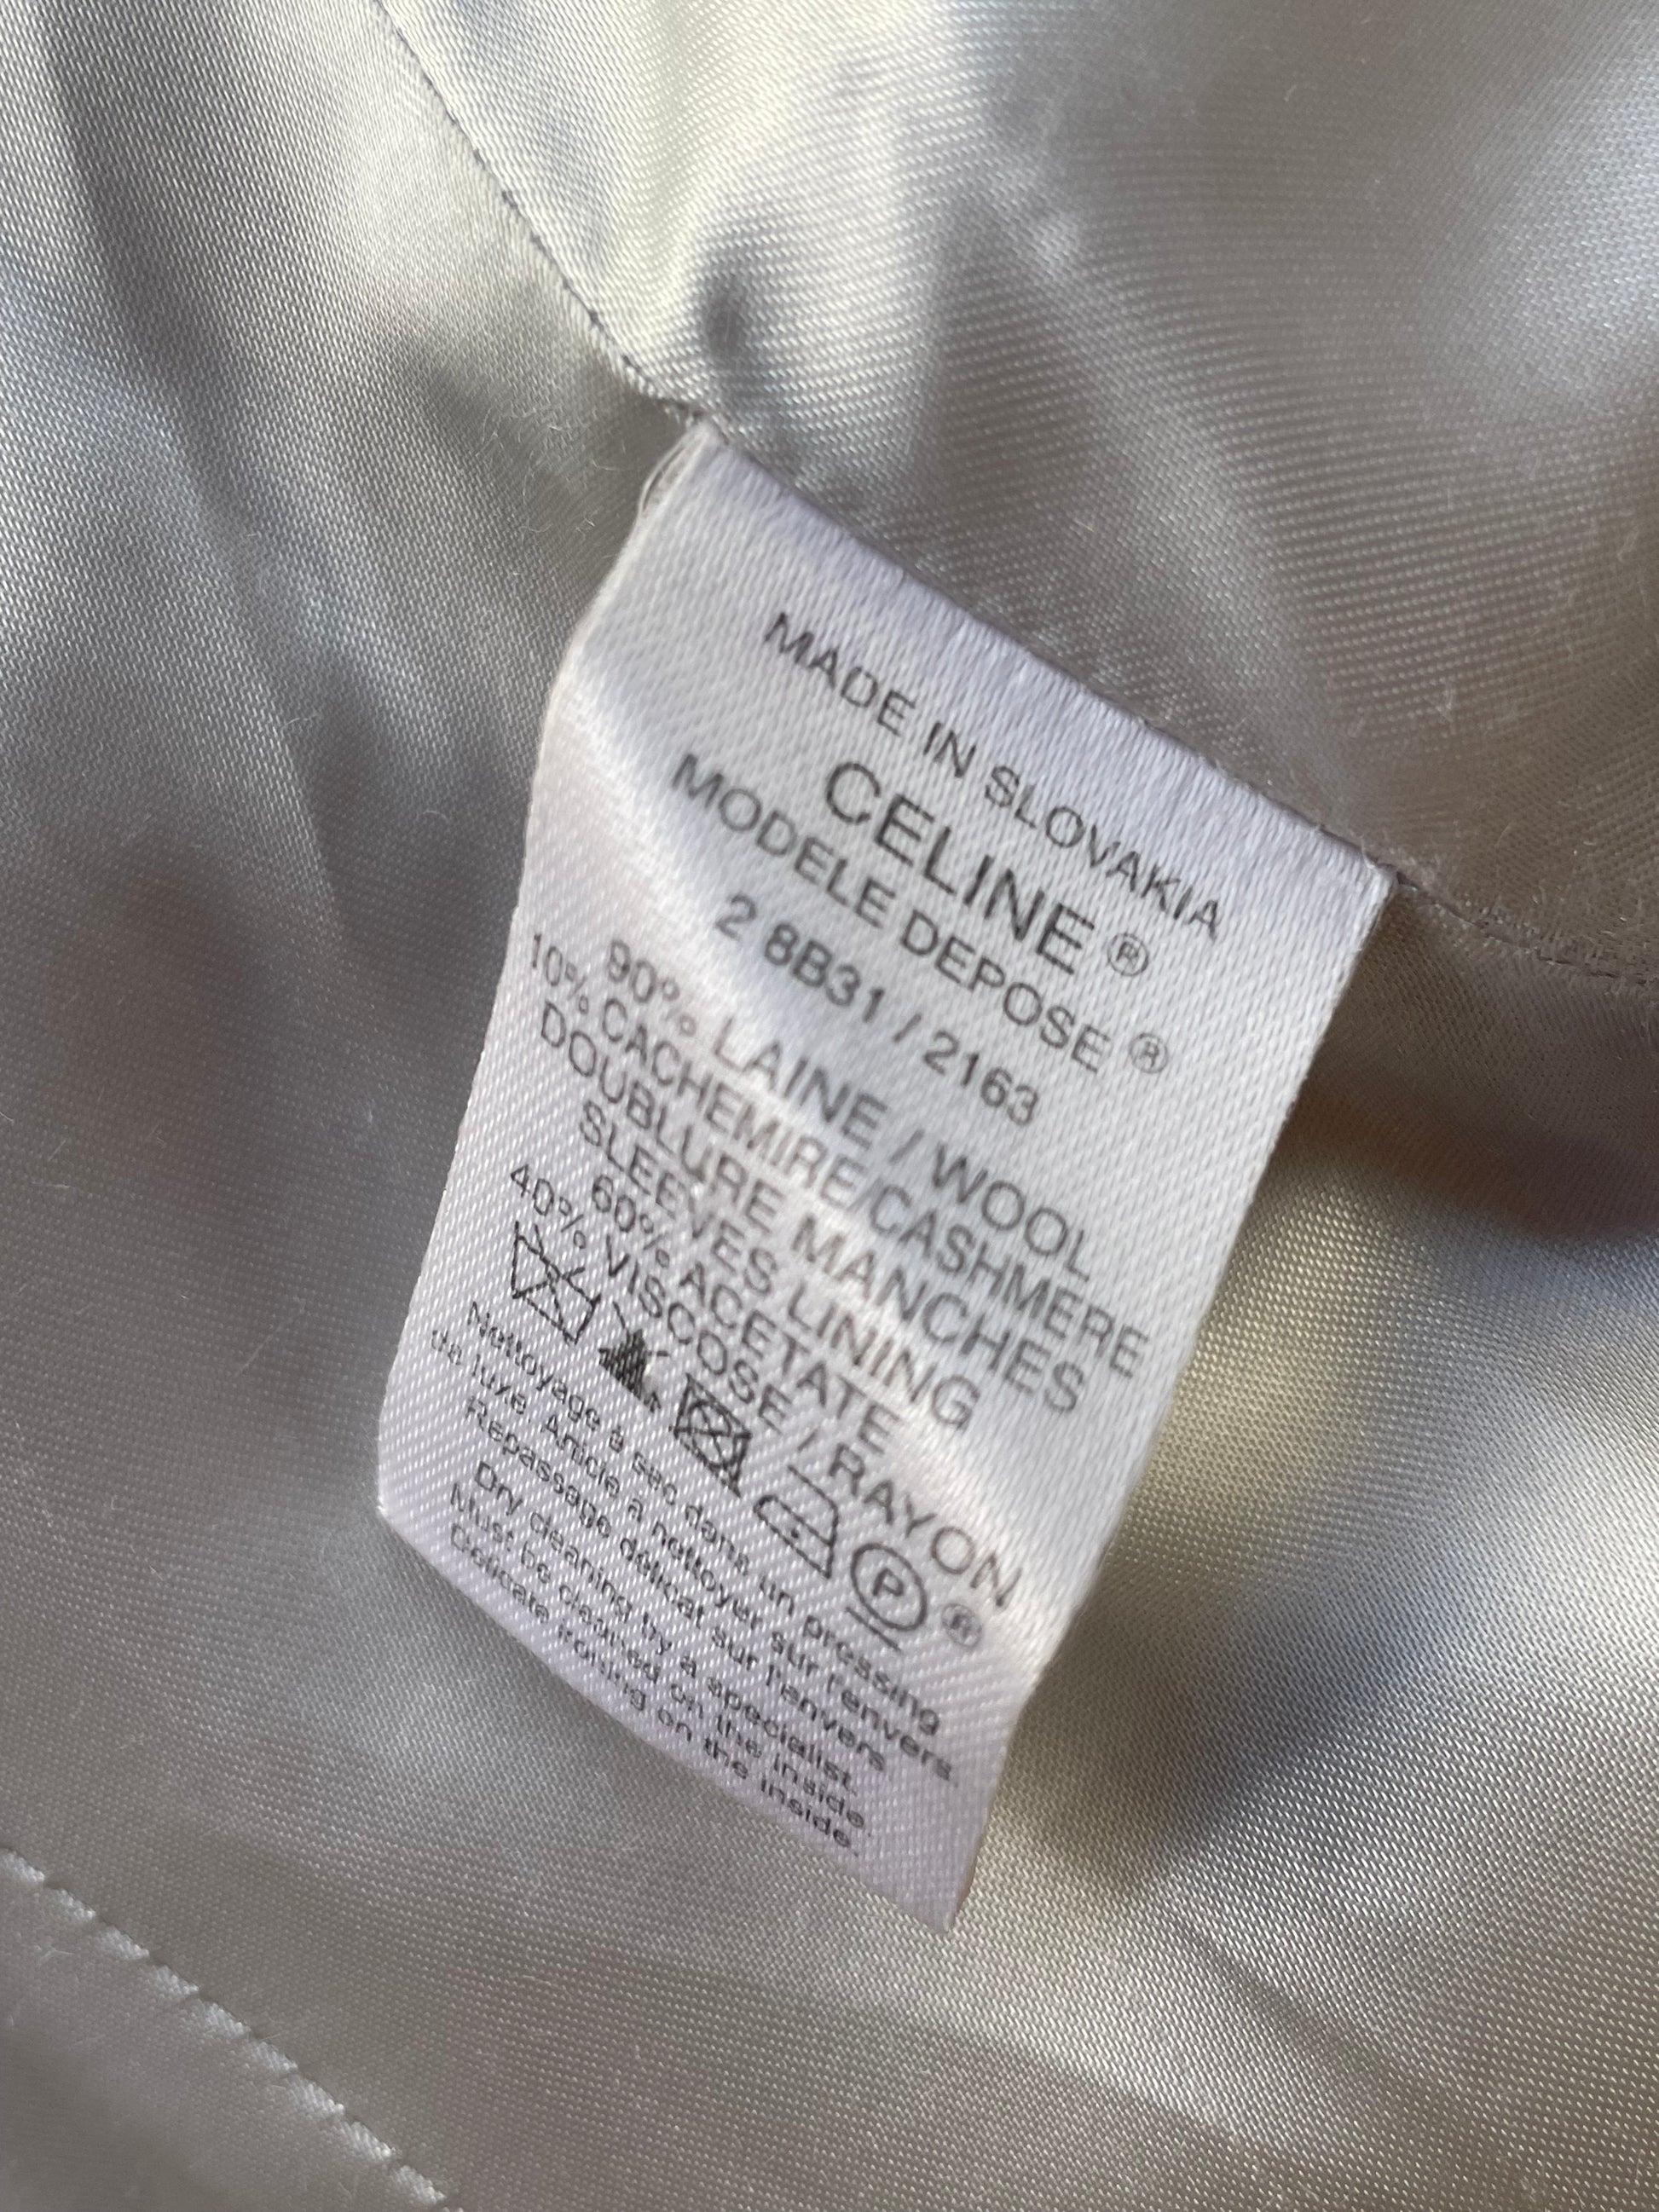 MADE IN SLOVAKIA
CELINE ®
MODELE DEPOSE ®
2 8B31 / 2163
90% LAINE / WOOL
10% CACHEMIRE/CASHMERE
DOUBLURE MANCHES
SLEEVES LINING
60% ACETATE
40% VISCOSE / RAYON
P ®
Nettoyage à sec dans un pressing
de luxe. Article a nettoyer sur l'envers.
Repassage délicat sur l'envers
Dry cleaning by a specialist.
Must be cleaned on the inside.
Delicate ironing on the inside.